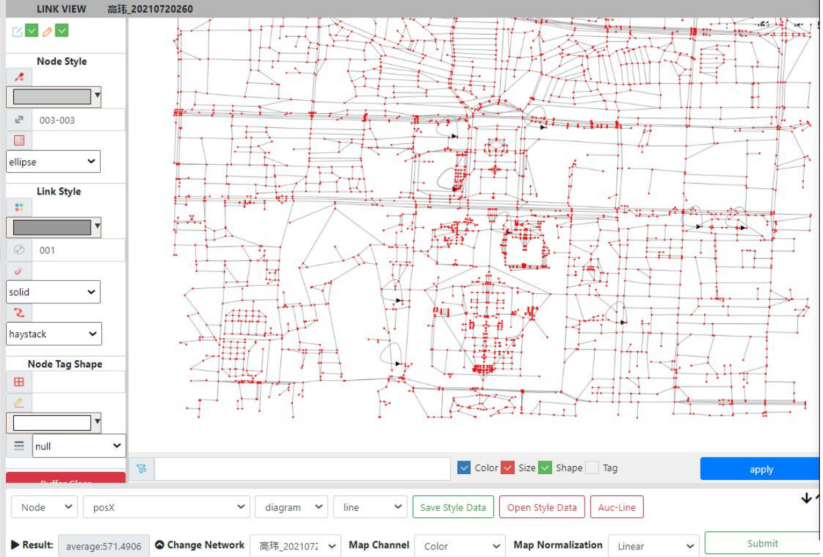 LINK VIEW 高玮_20210720260
Node Style
003-003
ellipse
Link Style
001
solid
haystack
Node Tag Shape
null
Color Size Shape Tag apply
Node posX diagram line Save Style Data Open Style Data Auc-Line
Result: average:571.4906 Change Network 高玮_202107 Map Channel Color Map Normalization Linear Submit